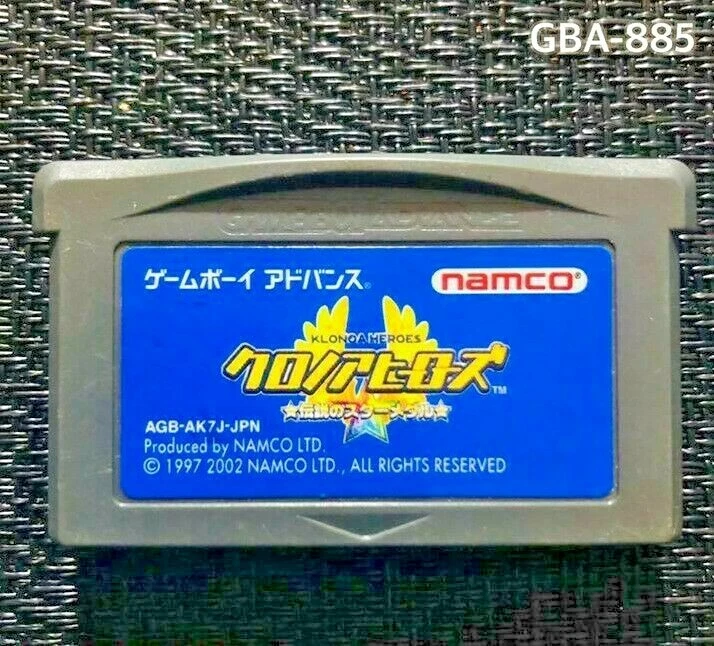 GBA-885
GAME BOY ADVANCE
ゲームボーイ アドバンス®
namco®
KLONOA HEROES
クロノアヒーローズ™
☆伝説のスターメダル☆
AGB-AK7J-JPN
Produced by NAMCO LTD.
© 1997 2002 NAMCO LTD., ALL RIGHTS RESERVED